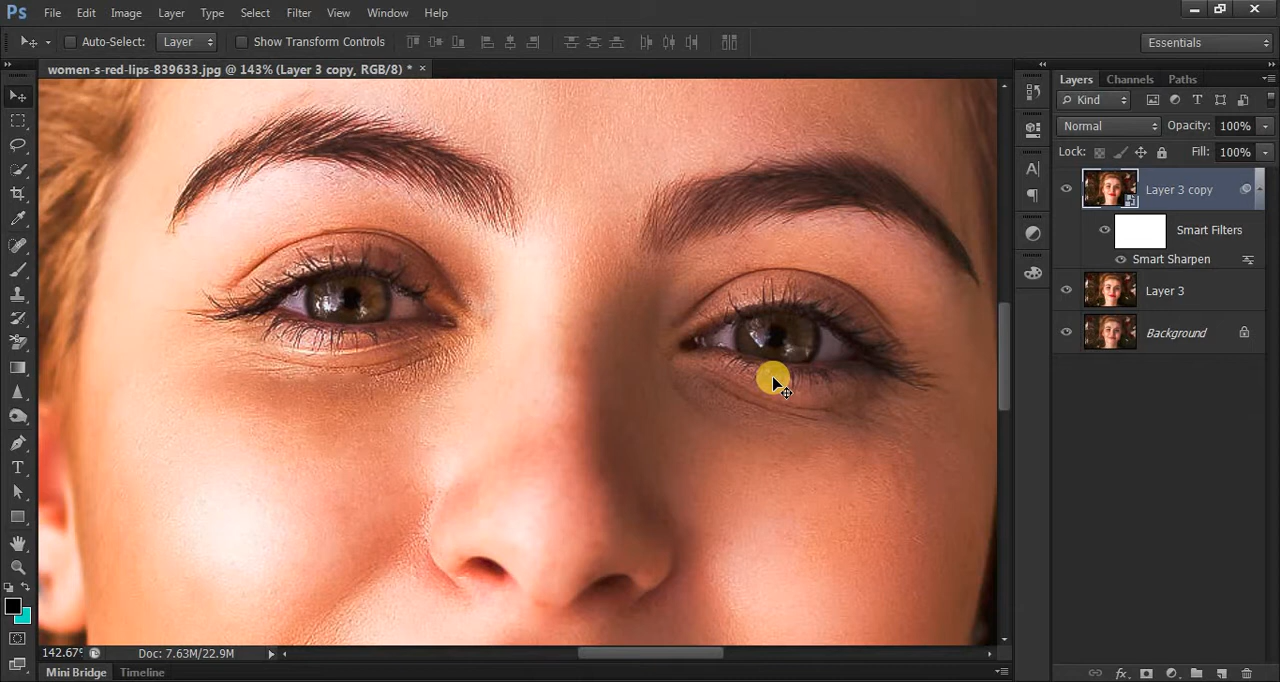 Ps File Edit Image Layer Type Select Filter View Window Help
Auto-Select: Layer Show Transform Controls Essentials
women-s-red-lips-839633.jpg @ 143% (Layer 3 copy, RGB/8) * ×
Layers Channels Paths
Kind
Normal Opacity: 100%
Lock: Fill: 100%
Layer 3 copy
Smart Filters
Smart Sharpen
Layer 3
Background
Doc: 7.63M/22.9M
Mini Bridge Timeline